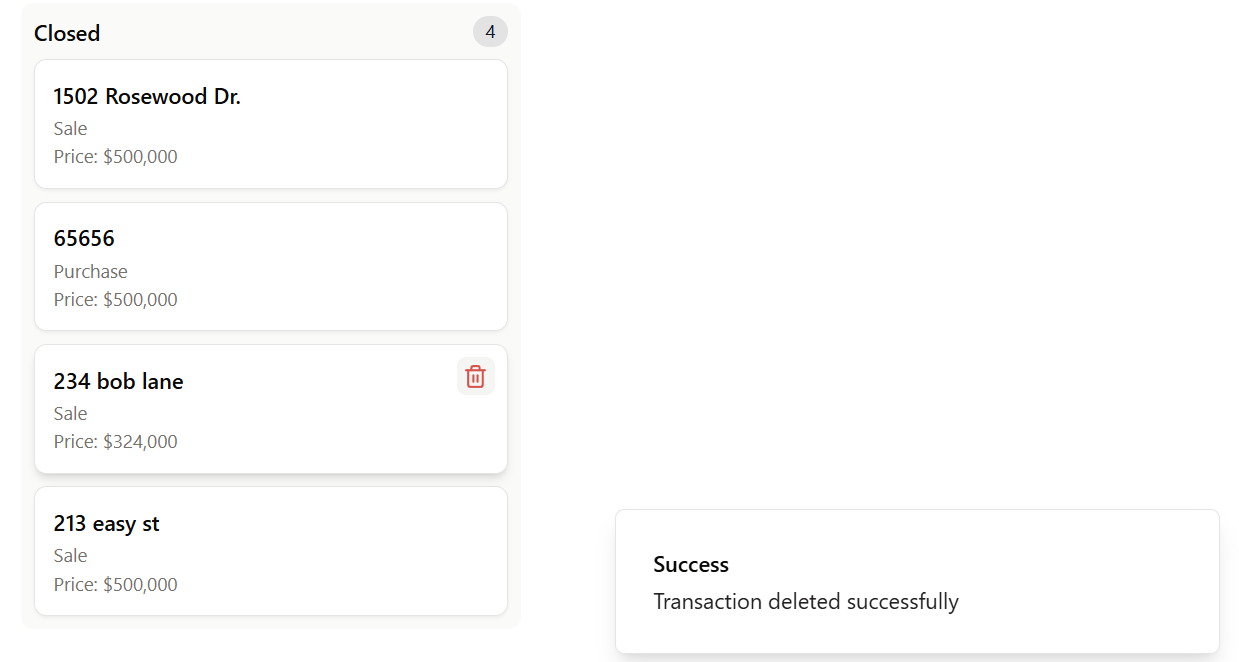 Closed
4
1502 Rosewood Dr.
Sale
Price: $500,000
65656
Purchase
Price: $500,000
234 bob lane
Sale
Price: $324,000
213 easy st
Sale
Price: $500,000
Success
Transaction deleted successfully